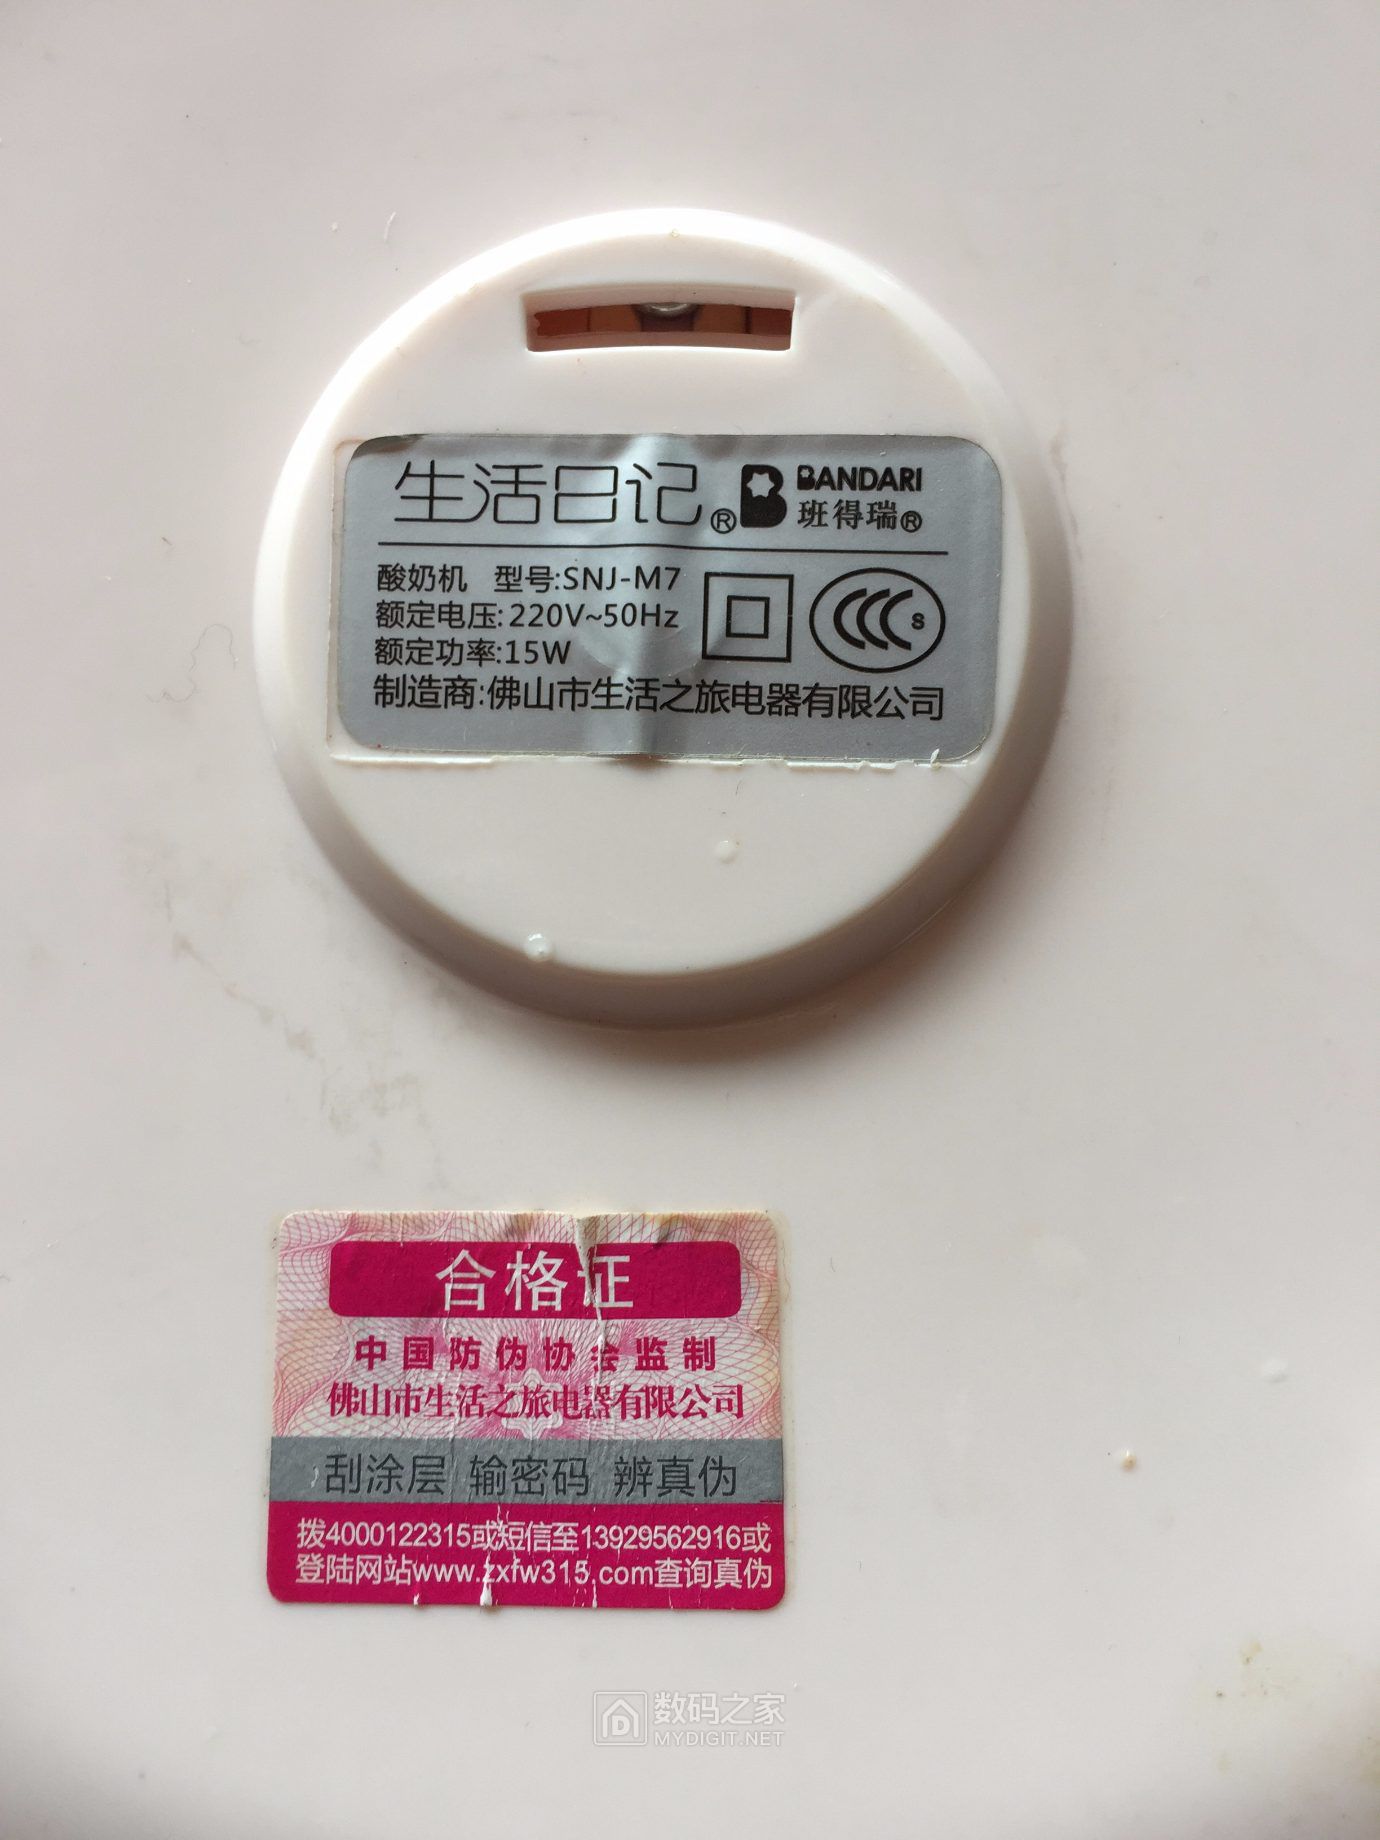 生活日记® B BANDARI
班得瑞®
酸奶机 型号:SNJ-M7
额定电压:220V~50Hz
额定功率:15W
CCC S
制造商:佛山市生活之旅电器有限公司
合格证
中国防伪协会监制
佛山市生活之旅电器有限公司
刮涂层 输密码 辨真伪
拨4000122315或短信至13929562916或
登陆网站www.zxfw315.com查询真伪
数码之家
MYDIGIT.NET